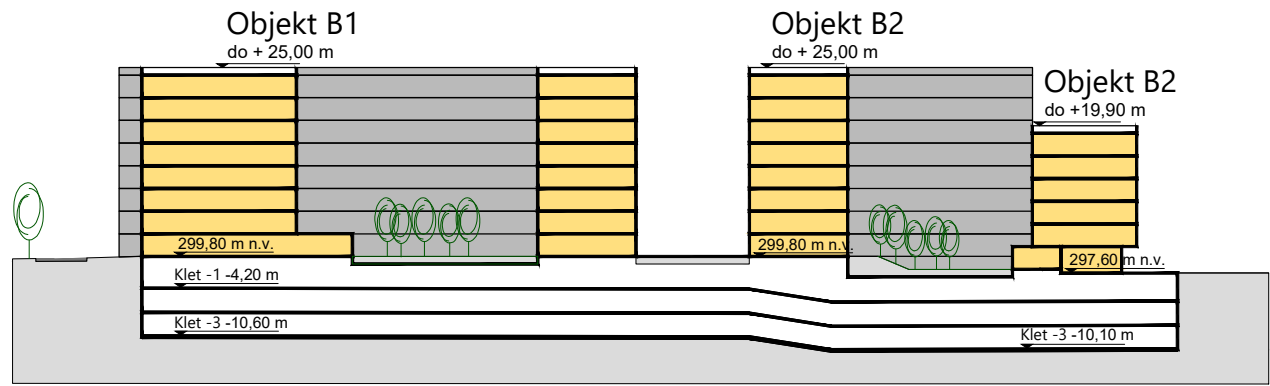 Objekt B1
do + 25,00 m
Objekt B2
do + 25,00 m
Objekt B2
do +19,90 m
299,80 m n.v.
299,80 m n.v.
297,60 m n.v.
Klet -1 -4,20 m
Klet -3 -10,60 m
Klet -3 -10,10 m